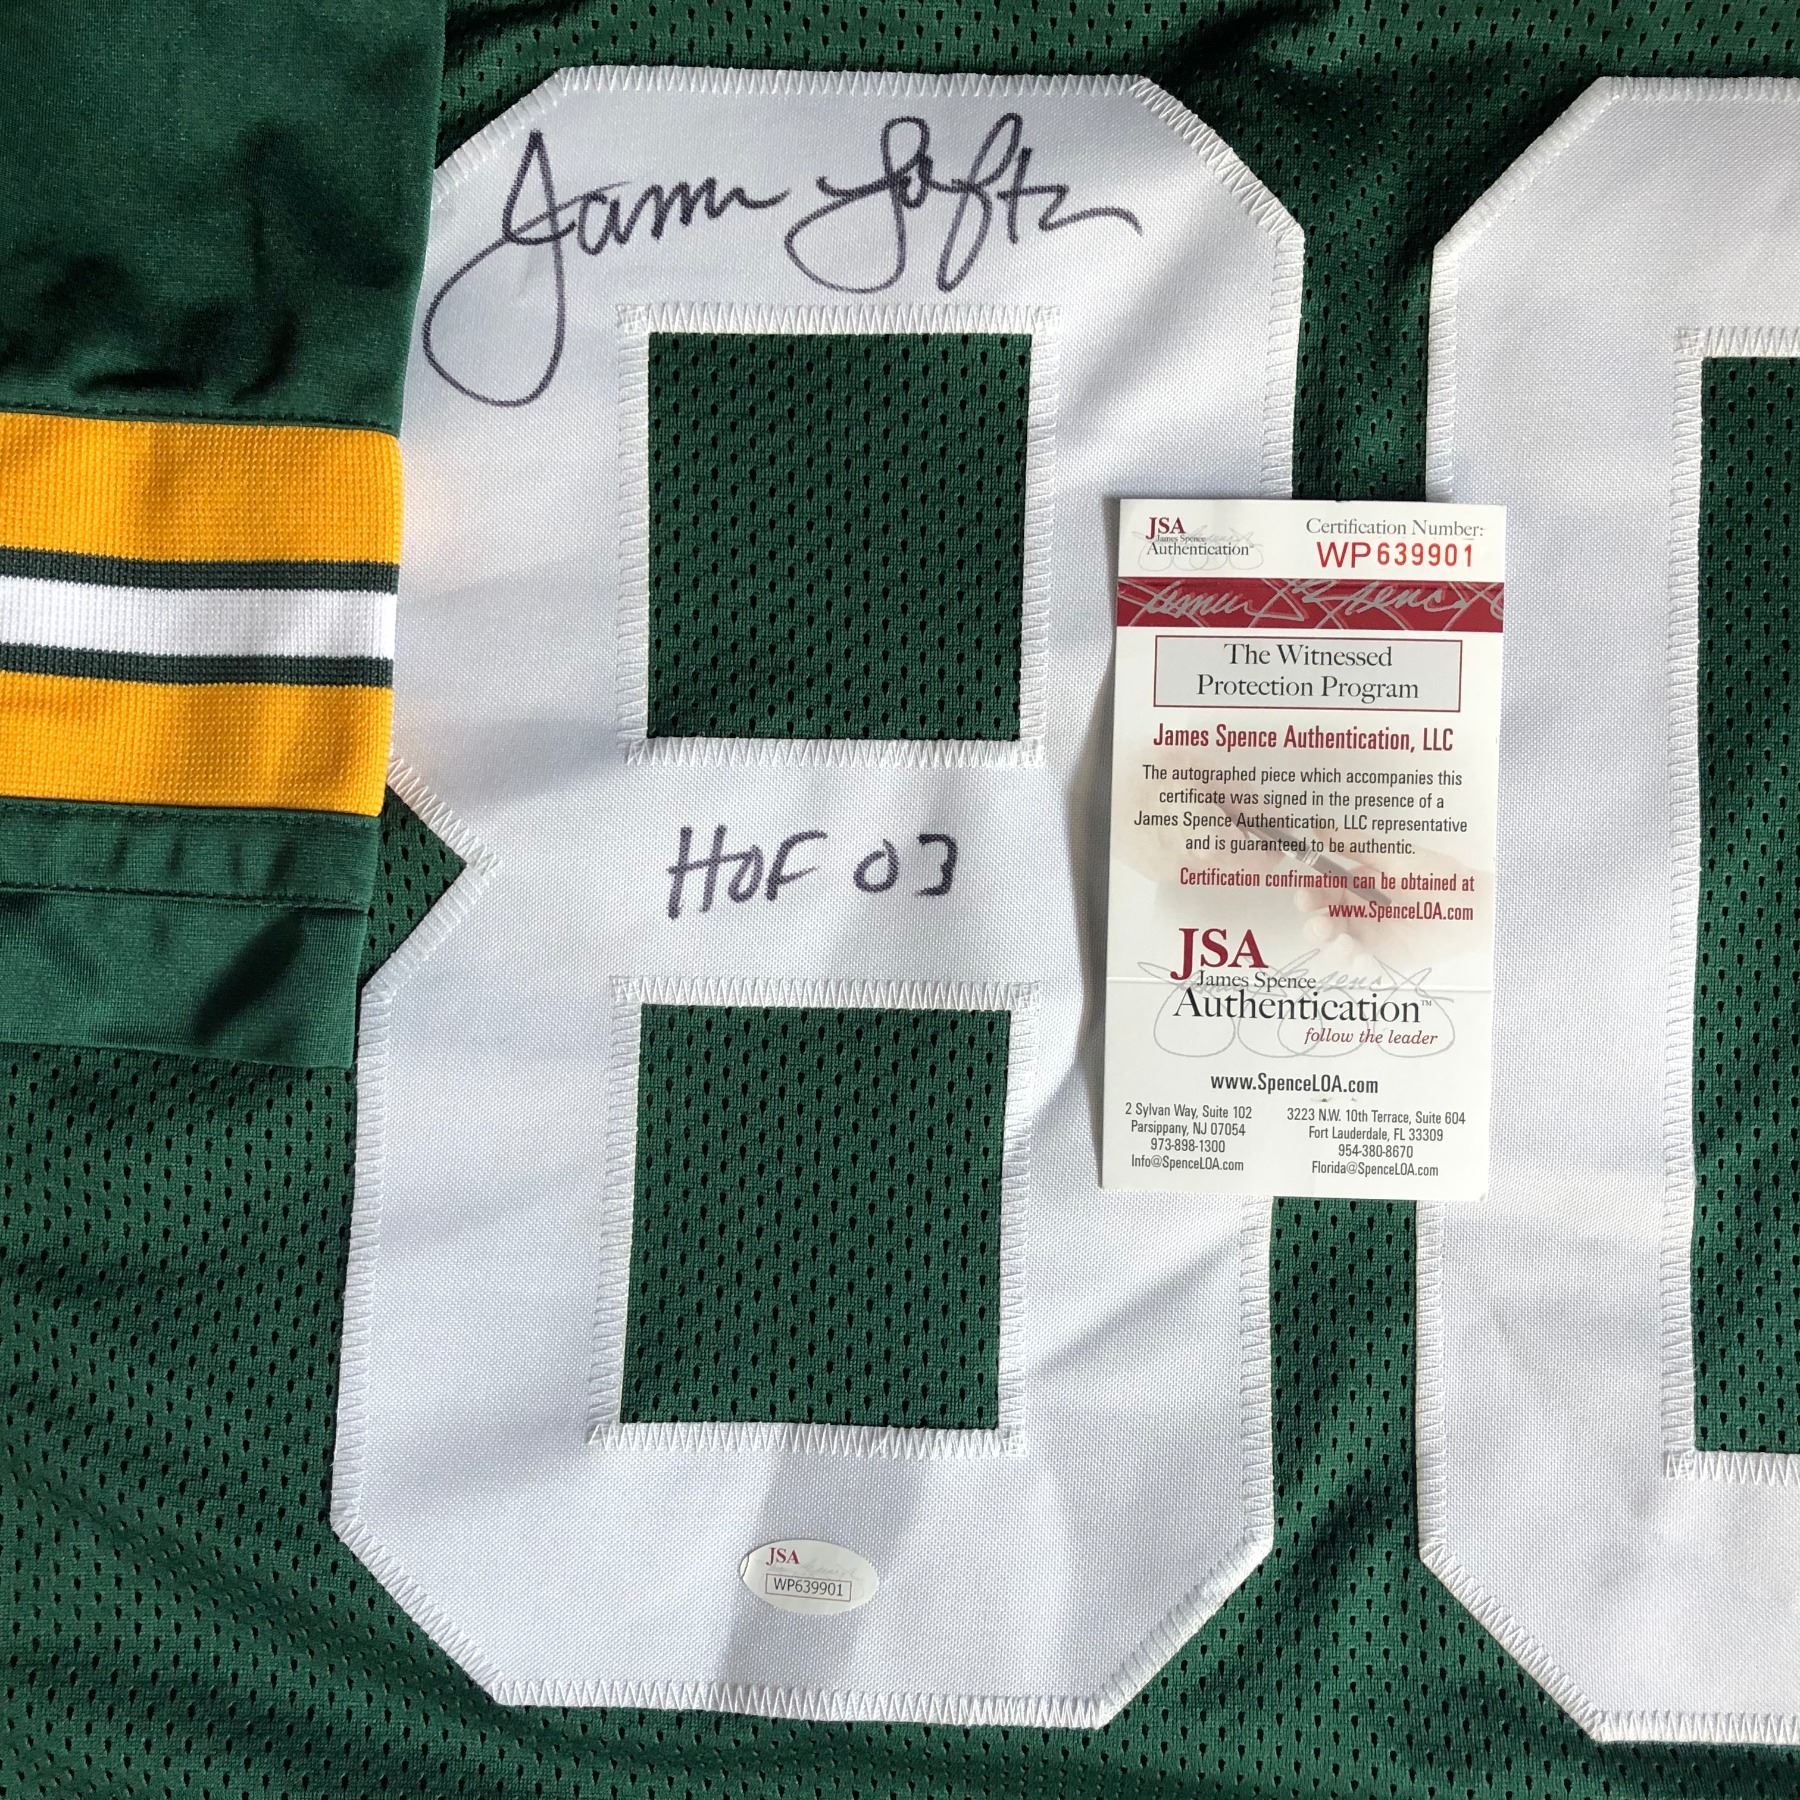 James Lofton
HOF 03
JSA
James Spence
Authentication
Certification Number:
WP639901
The Witnessed
Protection Program
James Spence Authentication, LLC
The autographed piece which accompanies this
certificate was signed in the presence of a
James Spence Authentication, LLC representative
and is guaranteed to be authentic.
Certification confirmation can be obtained at
www.SpenceLOA.com
JSA
James Spence
Authentication™
follow the leader
www.SpenceLOA.com
2 Sylvan Way, Suite 102
Parsippany, NJ 07054
973-898-1300
Info@SpenceLOA.com
3223 N.W. 10th Terrace, Suite 604
Fort Lauderdale, FL 33309
954-380-8670
Florida@SpenceLOA.com
JSA
WP639901